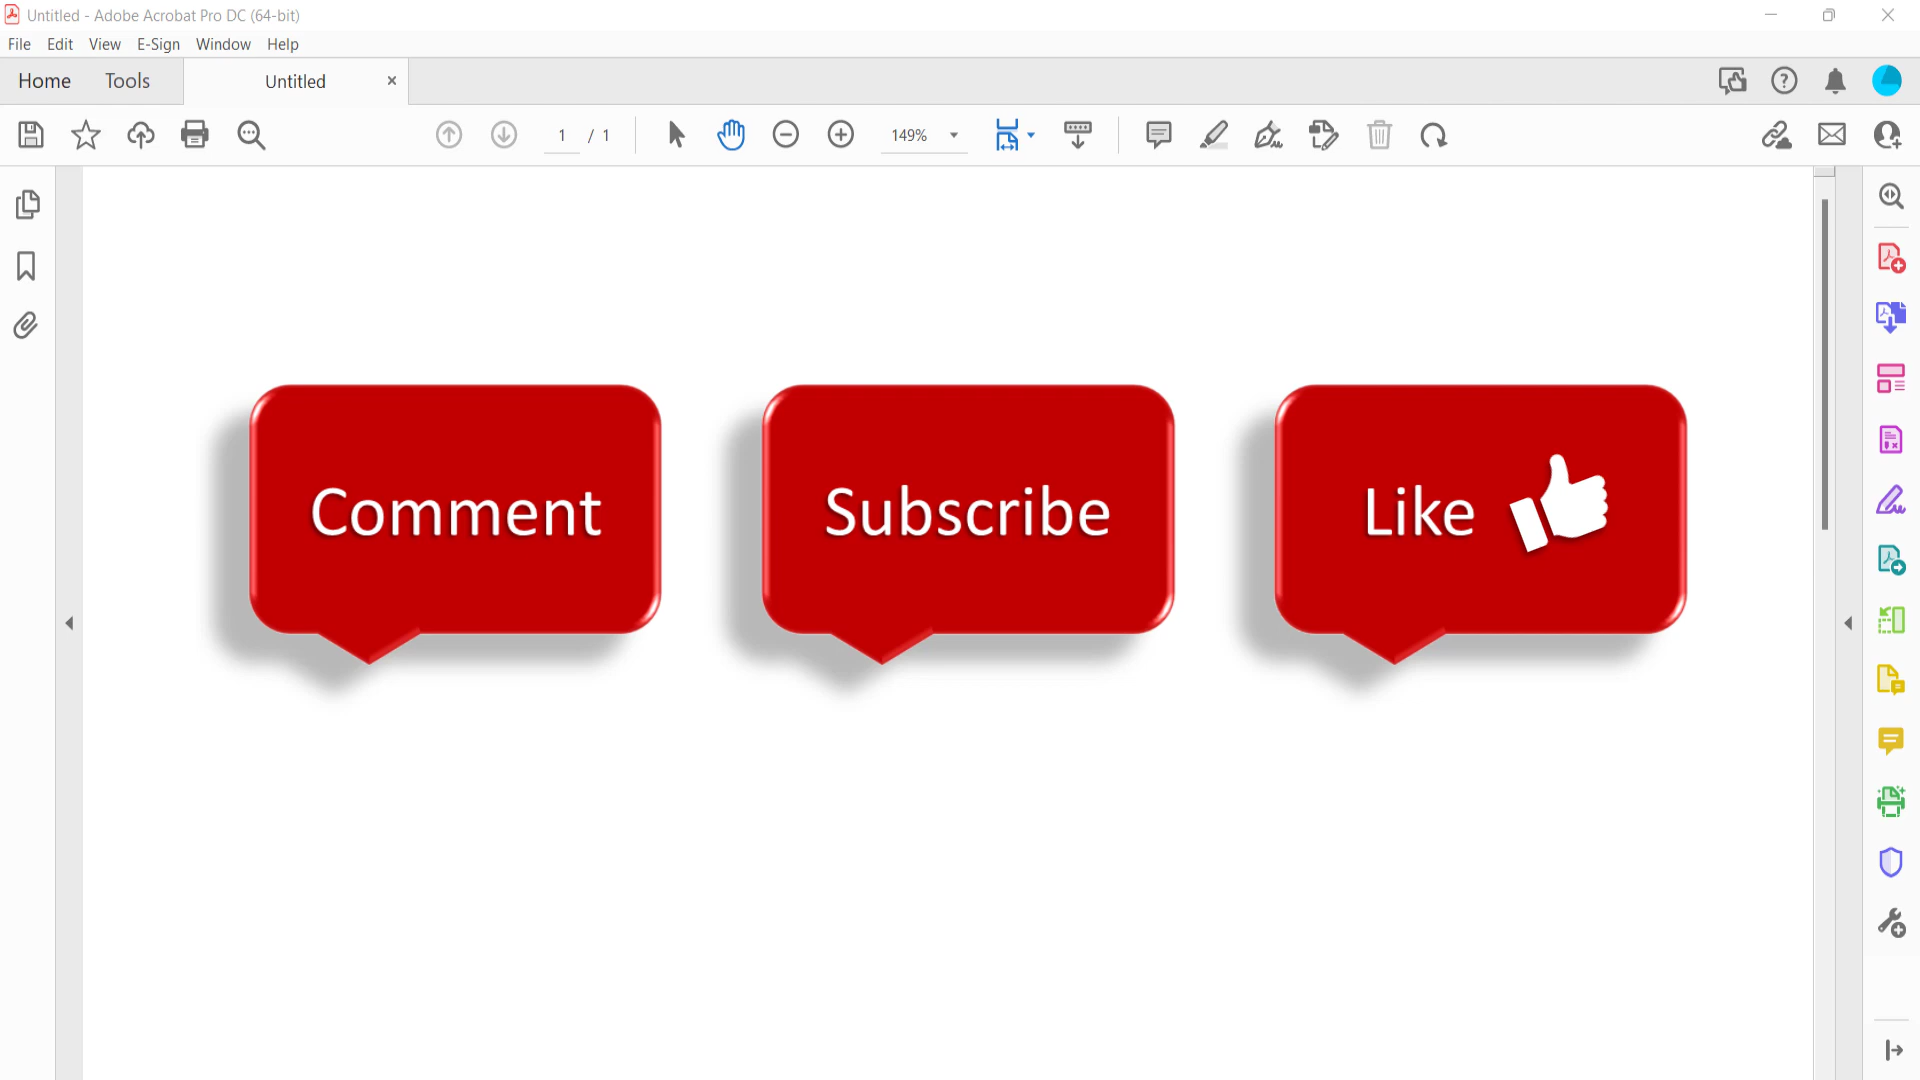 Untitled - Adobe Acrobat Pro DC (64-bit)
File Edit View E-Sign Window Help
Home Tools Untitled
1 / 1 149%
Comment Subscribe Like